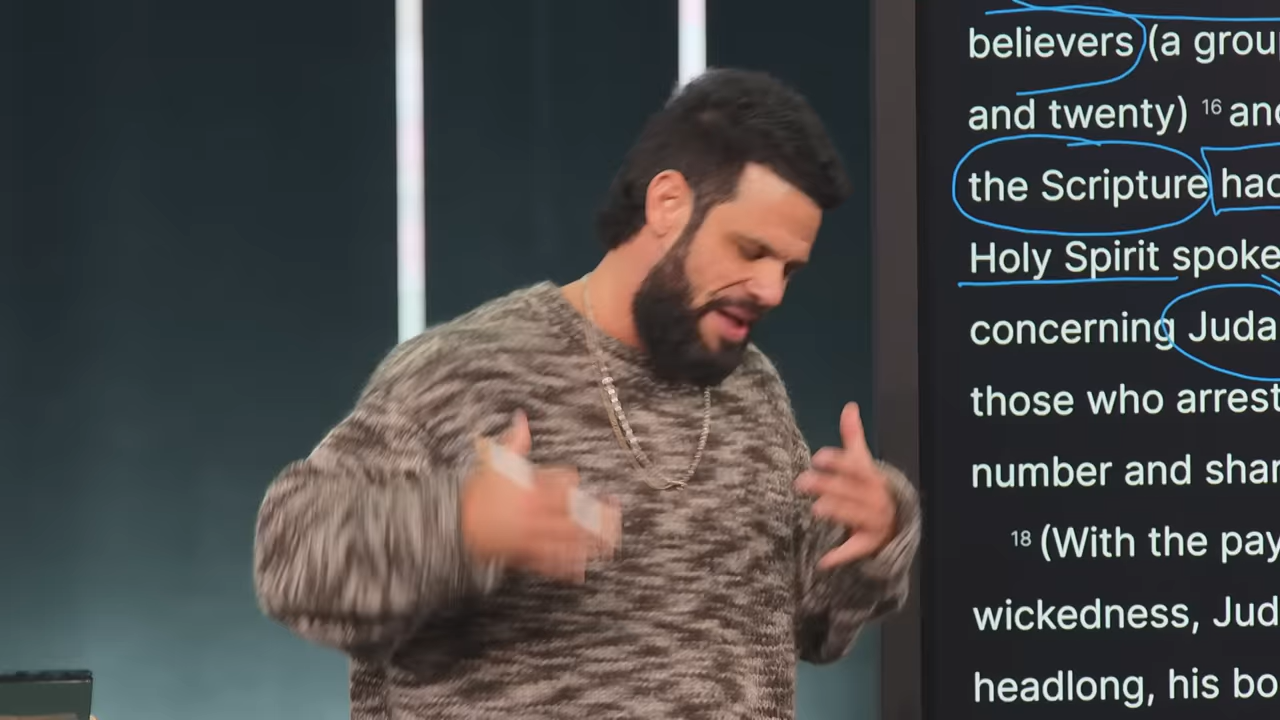 believers (a grou
and twenty) 16 and
the Scripture had
Holy Spirit spoke
concerning Juda
those who arrest
number and shar
18 (With the pay
wickedness, Jud
headlong, his bo